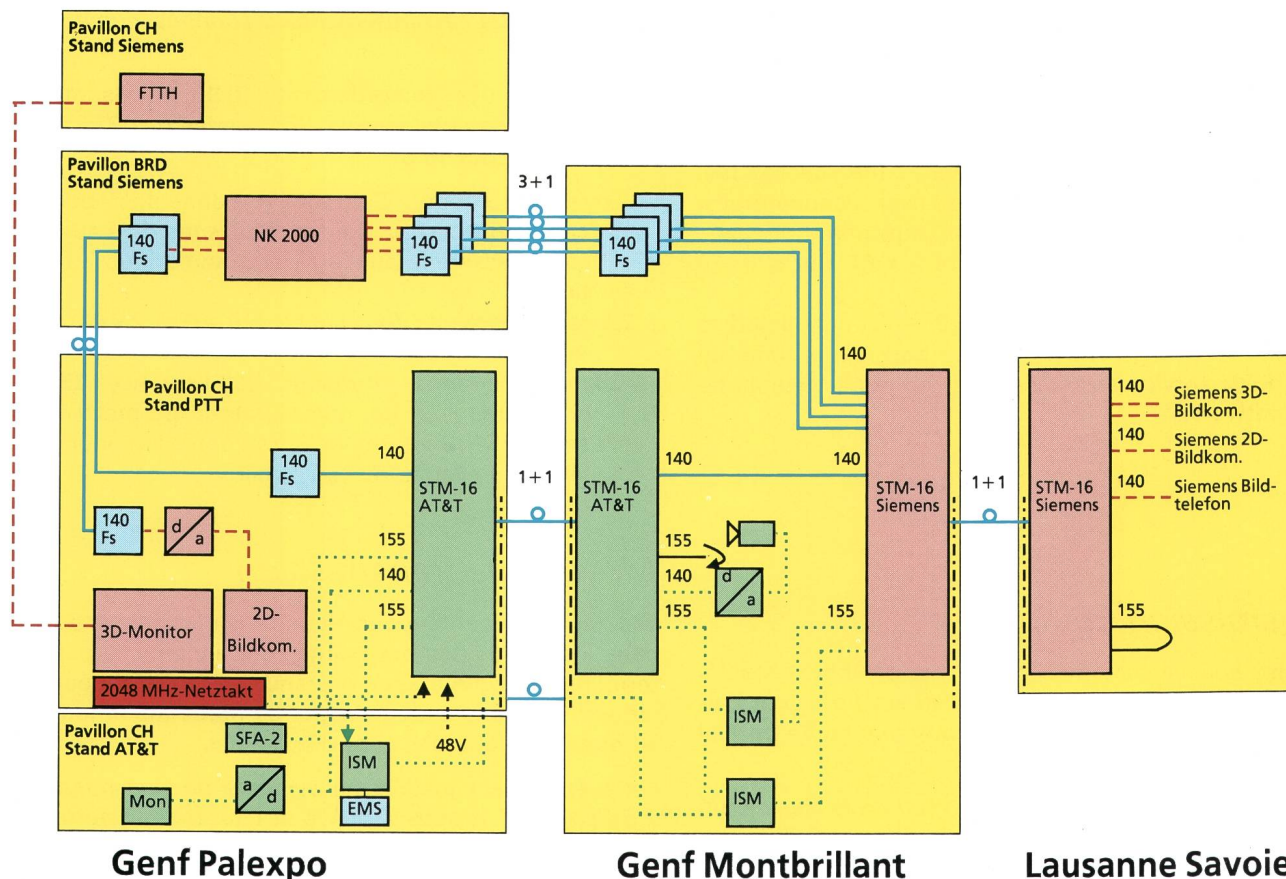 Pavillon CH
Stand Siemens
FTTH
Pavillon BRD
Stand Siemens
3+1
NK 2000
140
Fs
140
Fs
140
Fs
Pavillon CH
Stand PTT
140
Fs
140
STM-16
AT&T
1+1
140
Fs
d
a
155
140
155
3D-Monitor
2D-
Bildkom.
2048 MHz-Netztakt
48V
Pavillon CH
Stand AT&T
SFA-2
ISM
a
d
Mon
EMS
140
140
140
STM-16
AT&T
STM-16
Siemens
155
140
155
d
a
155
ISM
ISM
1+1
STM-16
Siemens
140
Siemens 3D-
Bildkom.
140
Siemens 2D-
Bildkom.
140
Siemens Bild-
telefon
155
Genf Palexpo
Genf Montbrillant
Lausanne Savoie